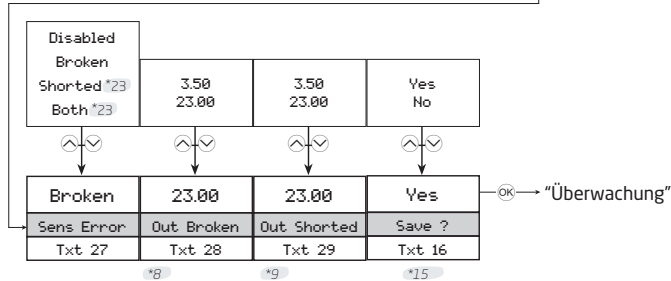 Disabled
Broken
Shorted *23
Both *23
3.50
23.00
3.50
23.00
Yes
No
Broken
23.00
23.00
Yes
OK
"Überwachung"
Sens Error
Out Broken
Out Shorted
Save ?
Txt 27
Txt 28
Txt 29
Txt 16
*8
*9
*15